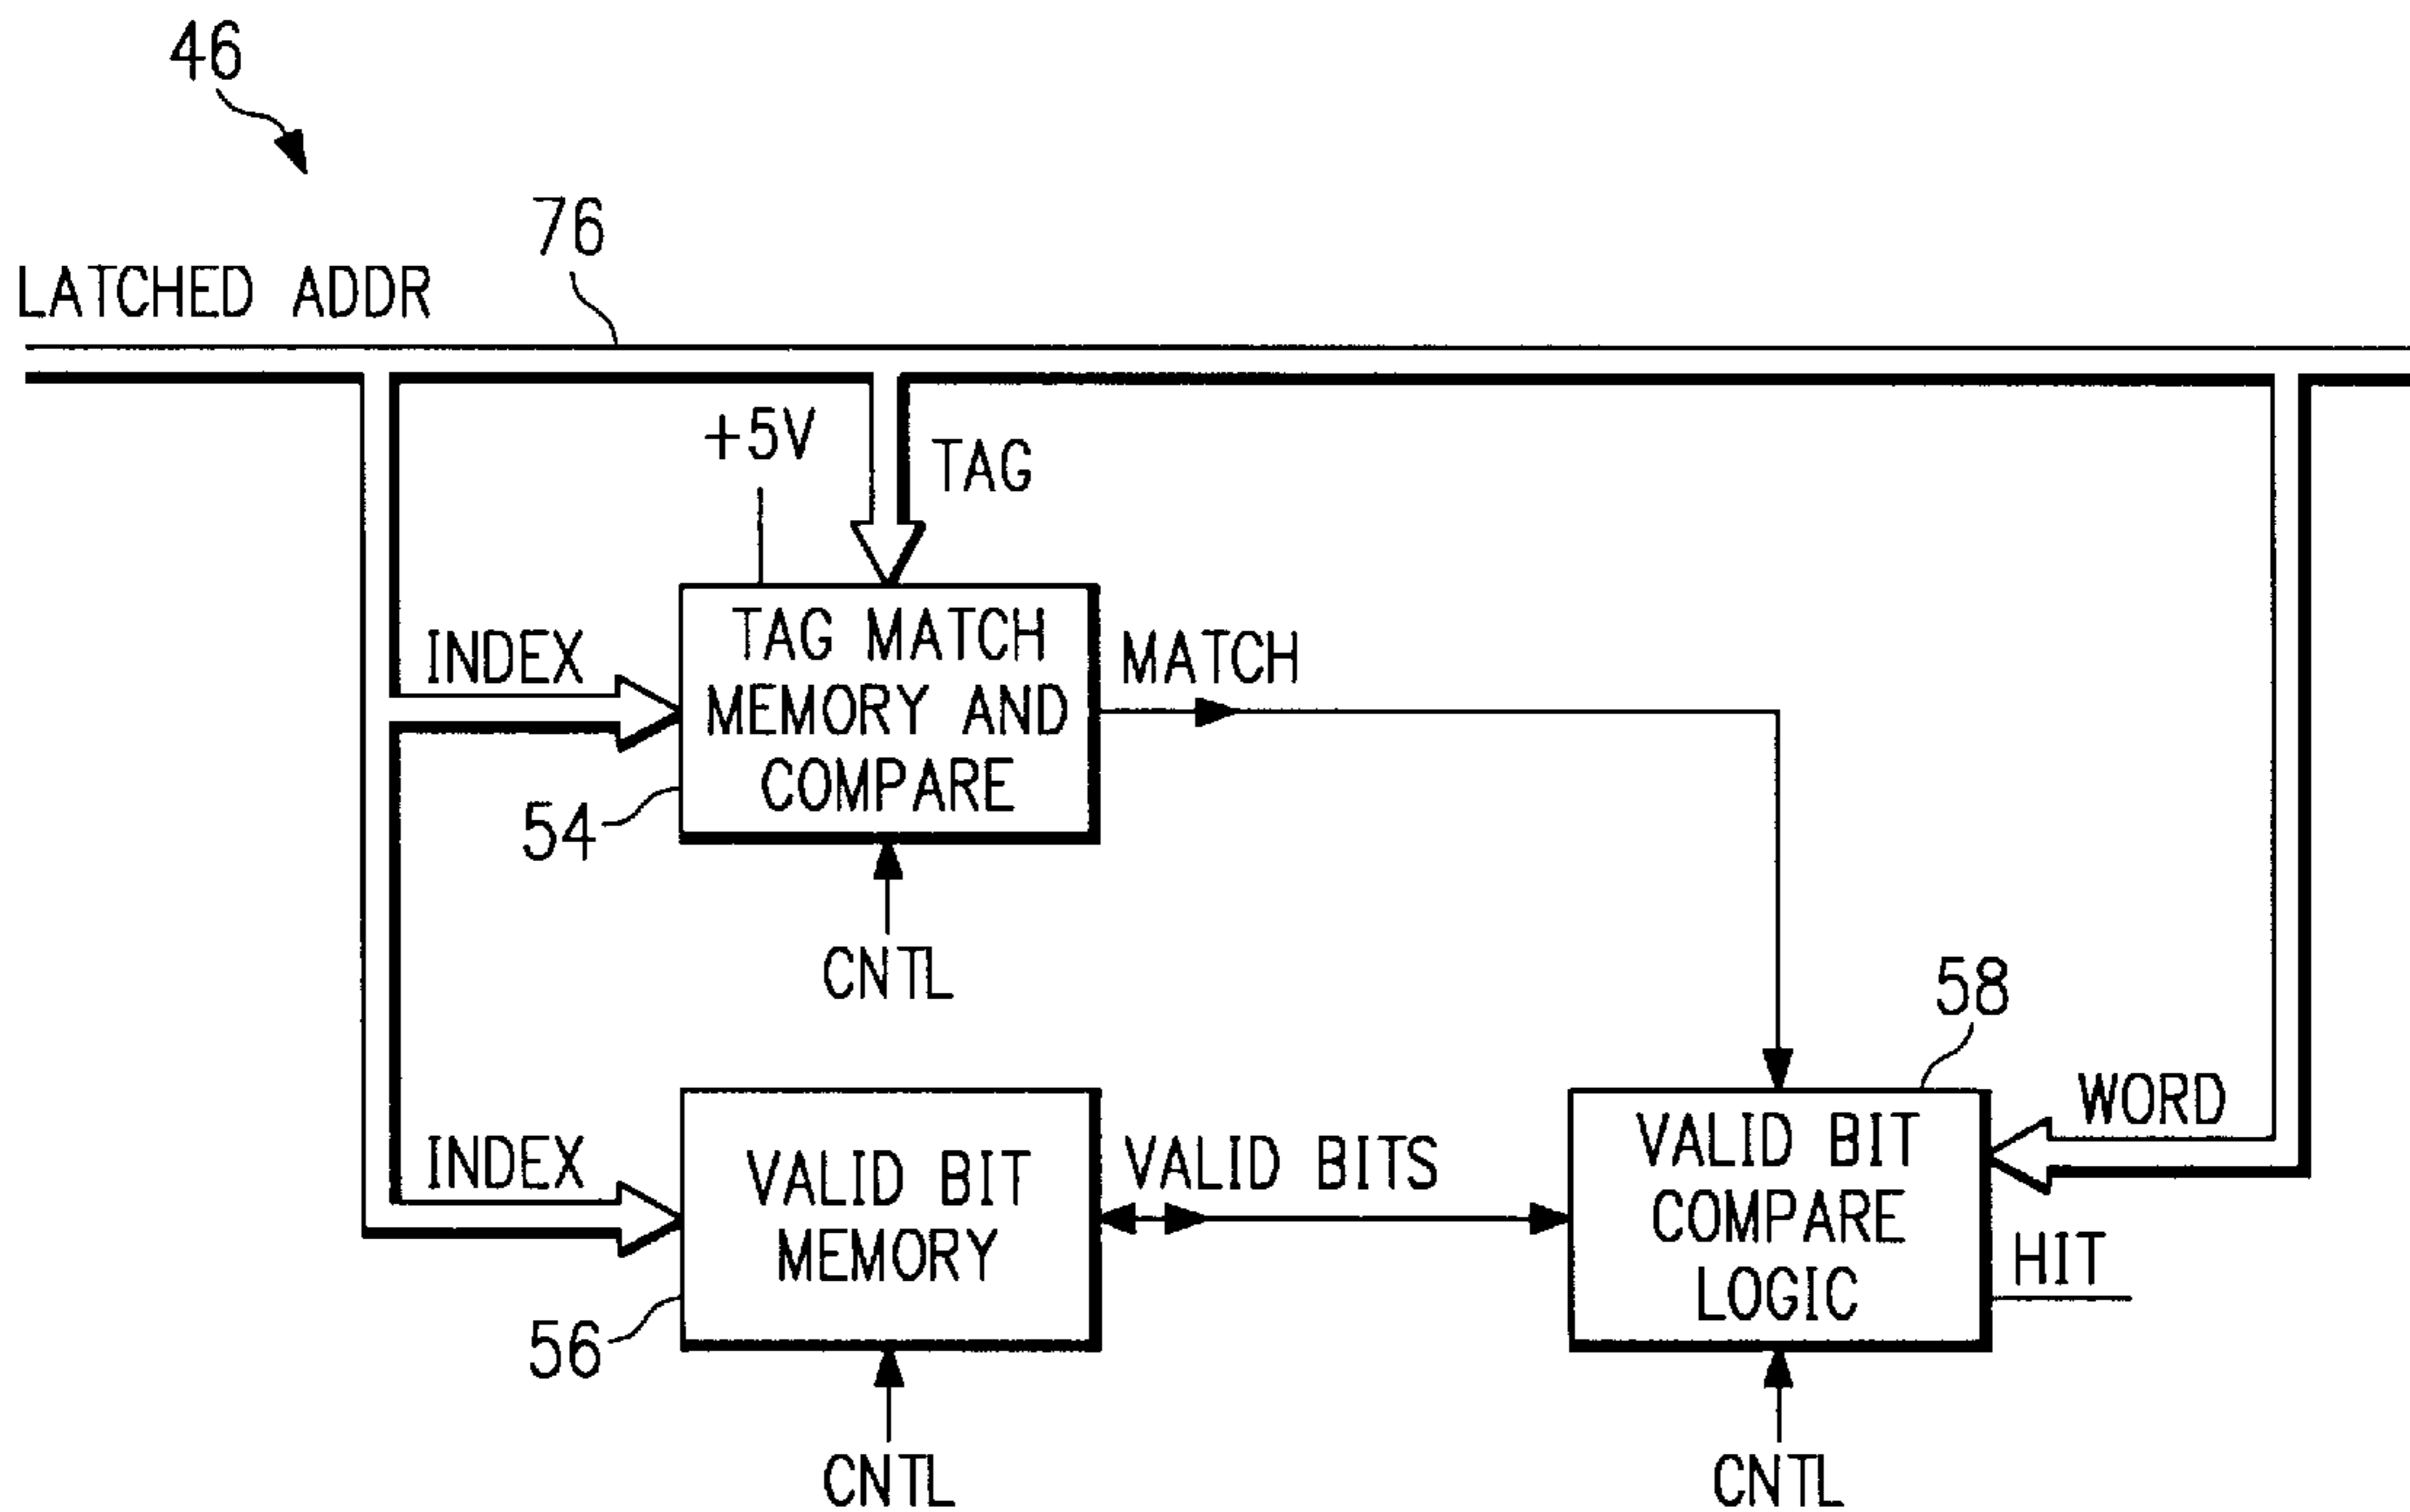 46
76
LATCHED ADDR
+5V
TAG
INDEX
TAG MATCH
MEMORY AND
COMPARE
MATCH
54
CNTL
58
INDEX
VALID BIT
MEMORY
VALID BITS
VALID BIT
COMPARE
LOGIC
WORD
HIT
56
CNTL
CNTL